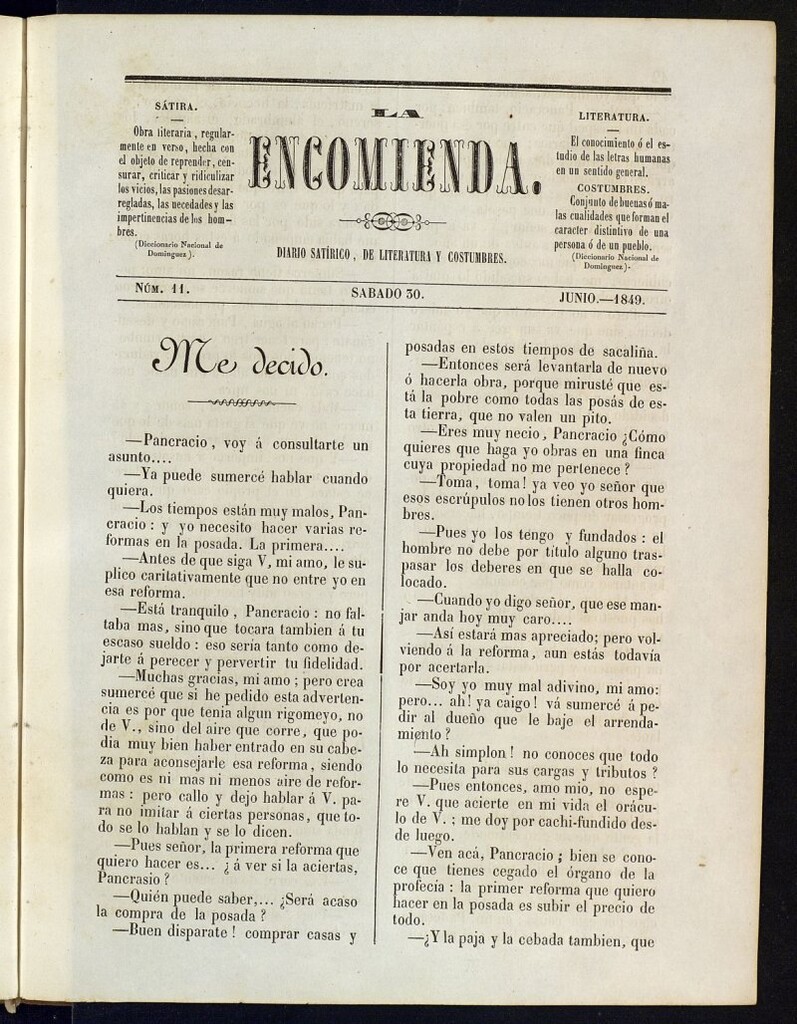 SÁTIRA.
Obra literaria, regular-
mente en verso, hecha con
el objeto de reprender, cen-
surar, criticar y ridiculizar
los vicios, las pasiones desar-
regladas, las necedades y las
impertinencias de los hom-
bres.
(Diccionario Nacional de
Dominguez).
LA
ENCOMIENDA.
DIARIO SATÍRICO, DE LITERATURA Y COSTUMBRES.
LITERATURA.
El conocimiento ó el es-
tudio de las letras humanas
en un sentido general.
COSTUMBRES.
Conjunto de buenas ó ma-
las cualidades que forman el
caracter distintivo de una
persona ó de un pueblo.
(Diccionario Nacional de
Dominguez).
NÚM. 11.
SABADO 30.
JUNIO.—1849.
Me decido.
—Pancracio, voy á consultarte un
asunto....
—Ya puede sumercé hablar cuando
quiera.
—Los tiempos están muy malos, Pan-
cracio: y yo necesito hacer varias re-
formas en la posada. La primera....
—Antes de que siga V, mi amo, le su-
plico caritativamente que no entre yo en
esa reforma.
—Está tranquilo, Pancracio: no fal-
taba mas, sino que tocara tambien á tu
escaso sueldo: eso sería tanto como de-
jarte á perecer y pervertir tu fidelidad.
—Muchas gracias, mi amo; pero crea
sumercé que si he pedido esta adverten-
cia es por que tenia algun rigomeyo, no
de V., sino del aire que corre, que po-
dia muy bien haber entrado en su cabe-
za para aconsejarle esa reforma, siendo
como es ni mas ni menos aire de refor-
mas: pero callo y dejo hablar á V. pa-
ra no imitar á ciertas personas, que to-
do se lo hablan y se lo dicen.
—Pues señor, la primera reforma que
quiero hacer es... ¿á ver si la aciertas,
Pancrasio?
—Quién puede saber,... ¿Será acaso
la compra de la posada?
—Buen disparate! comprar casas y
posadas en estos tiempos de sacaliña.
—Entonces será levantarla de nuevo
ó hacerla obra, porque mirusté que es-
tá la pobre como todas las posás de es-
ta tierra, que no valen un pito.
—Eres muy necio, Pancracio ¿Cómo
quieres que haga yo obras en una finca
cuya propiedad no me pertenece?
—Toma, toma! ya veo yo señor que
esos escrúpulos no los tienen otros hom-
bres.
—Pues yo los tengo y fundados: el
hombre no debe por título alguno tras-
pasar los deberes en que se halla co-
locado.
—Cuando yo digo señor, que ese man-
jar anda hoy muy caro....
—Así estará mas apreciado; pero vol-
viendo á la reforma, aun estás todavía
por acertarla.
—Soy yo muy mal adivino, mi amo:
pero... ah! ya caigo! vá sumercé á pe-
dir al dueño que le baje el arrenda-
miento?
—Ah simplon! no conoces que todo
lo necesita para sus cargas y tributos?
—Pues entonces, amo mio, no espe-
re V. que acierte en mi vida el orácu-
lo de V.; me doy por cachi-fundido des-
de luego.
—Ven acá, Pancracio; bien se cono-
ce que tienes cegado el órgano de la
profecía: la primer reforma que quiero
hacer en la posada es subir el precio de
todo.
—¿Y la paja y la cebada tambien, que